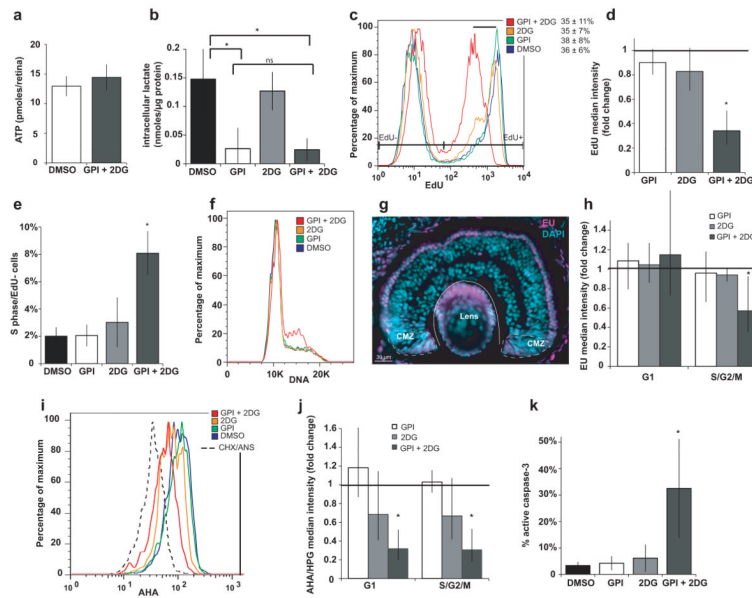 a
ATP (pmoles/retina)
20
15
10
5
0
DMSO
GPI + 2DG
b
intracellular lactate
(nmoles/ug protein)
0.2
0.15
0.1
0.05
0
*
*
ns
DMSO
GPI
2DG
GPI + 2DG
c
Percentage of maximum
100
80
60
40
20
0
GPI + 2DG 35 ± 11%
2DG 35 ± 7%
GPI 38 ± 8%
DMSO 36 ± 6%
EdU-
EdU+
10⁰ 10¹ 10² 10³ 10⁴
EdU
d
EdU median intensity
(fold change)
1.2
1
0.8
0.6
0.4
0.2
0
*
GPI
2DG
GPI + 2DG
e
S phase/EdU- cells
10%
8%
6%
4%
2%
0
*
DMSO
GPI
2DG
GPI + 2DG
f
Percentage of maximum
100
80
60
40
20
0
GPI + 2DG
2DG
GPI
DMSO
0 10K 20K
DNA
g
EU
DAPI
Lens
CMZ
CMZ
h
EU median intensity (fold change)
1.8
1.6
1.4
1.2
1
0.8
0.6
0.4
0.2
0
GPI
2DG
GPI + 2DG
*
G1
S/G2/M
i
Percentage of maximum
100
80
60
40
20
0
GPI + 2DG
2DG
GPI
DMSO
CHX/ANS
10⁰ 10¹ 10² 10³
AHA
j
AHA/HPG median intensity (fold change)
1.6
1.4
1.2
1
0.8
0.6
0.4
0.2
0
GPI
2DG
GPI + 2DG
*
*
G1
S/G2/M
k
% active caspase-3
60%
50%
40%
30%
20%
10%
0
*
DMSO
GPI
2DG
GPI + 2DG